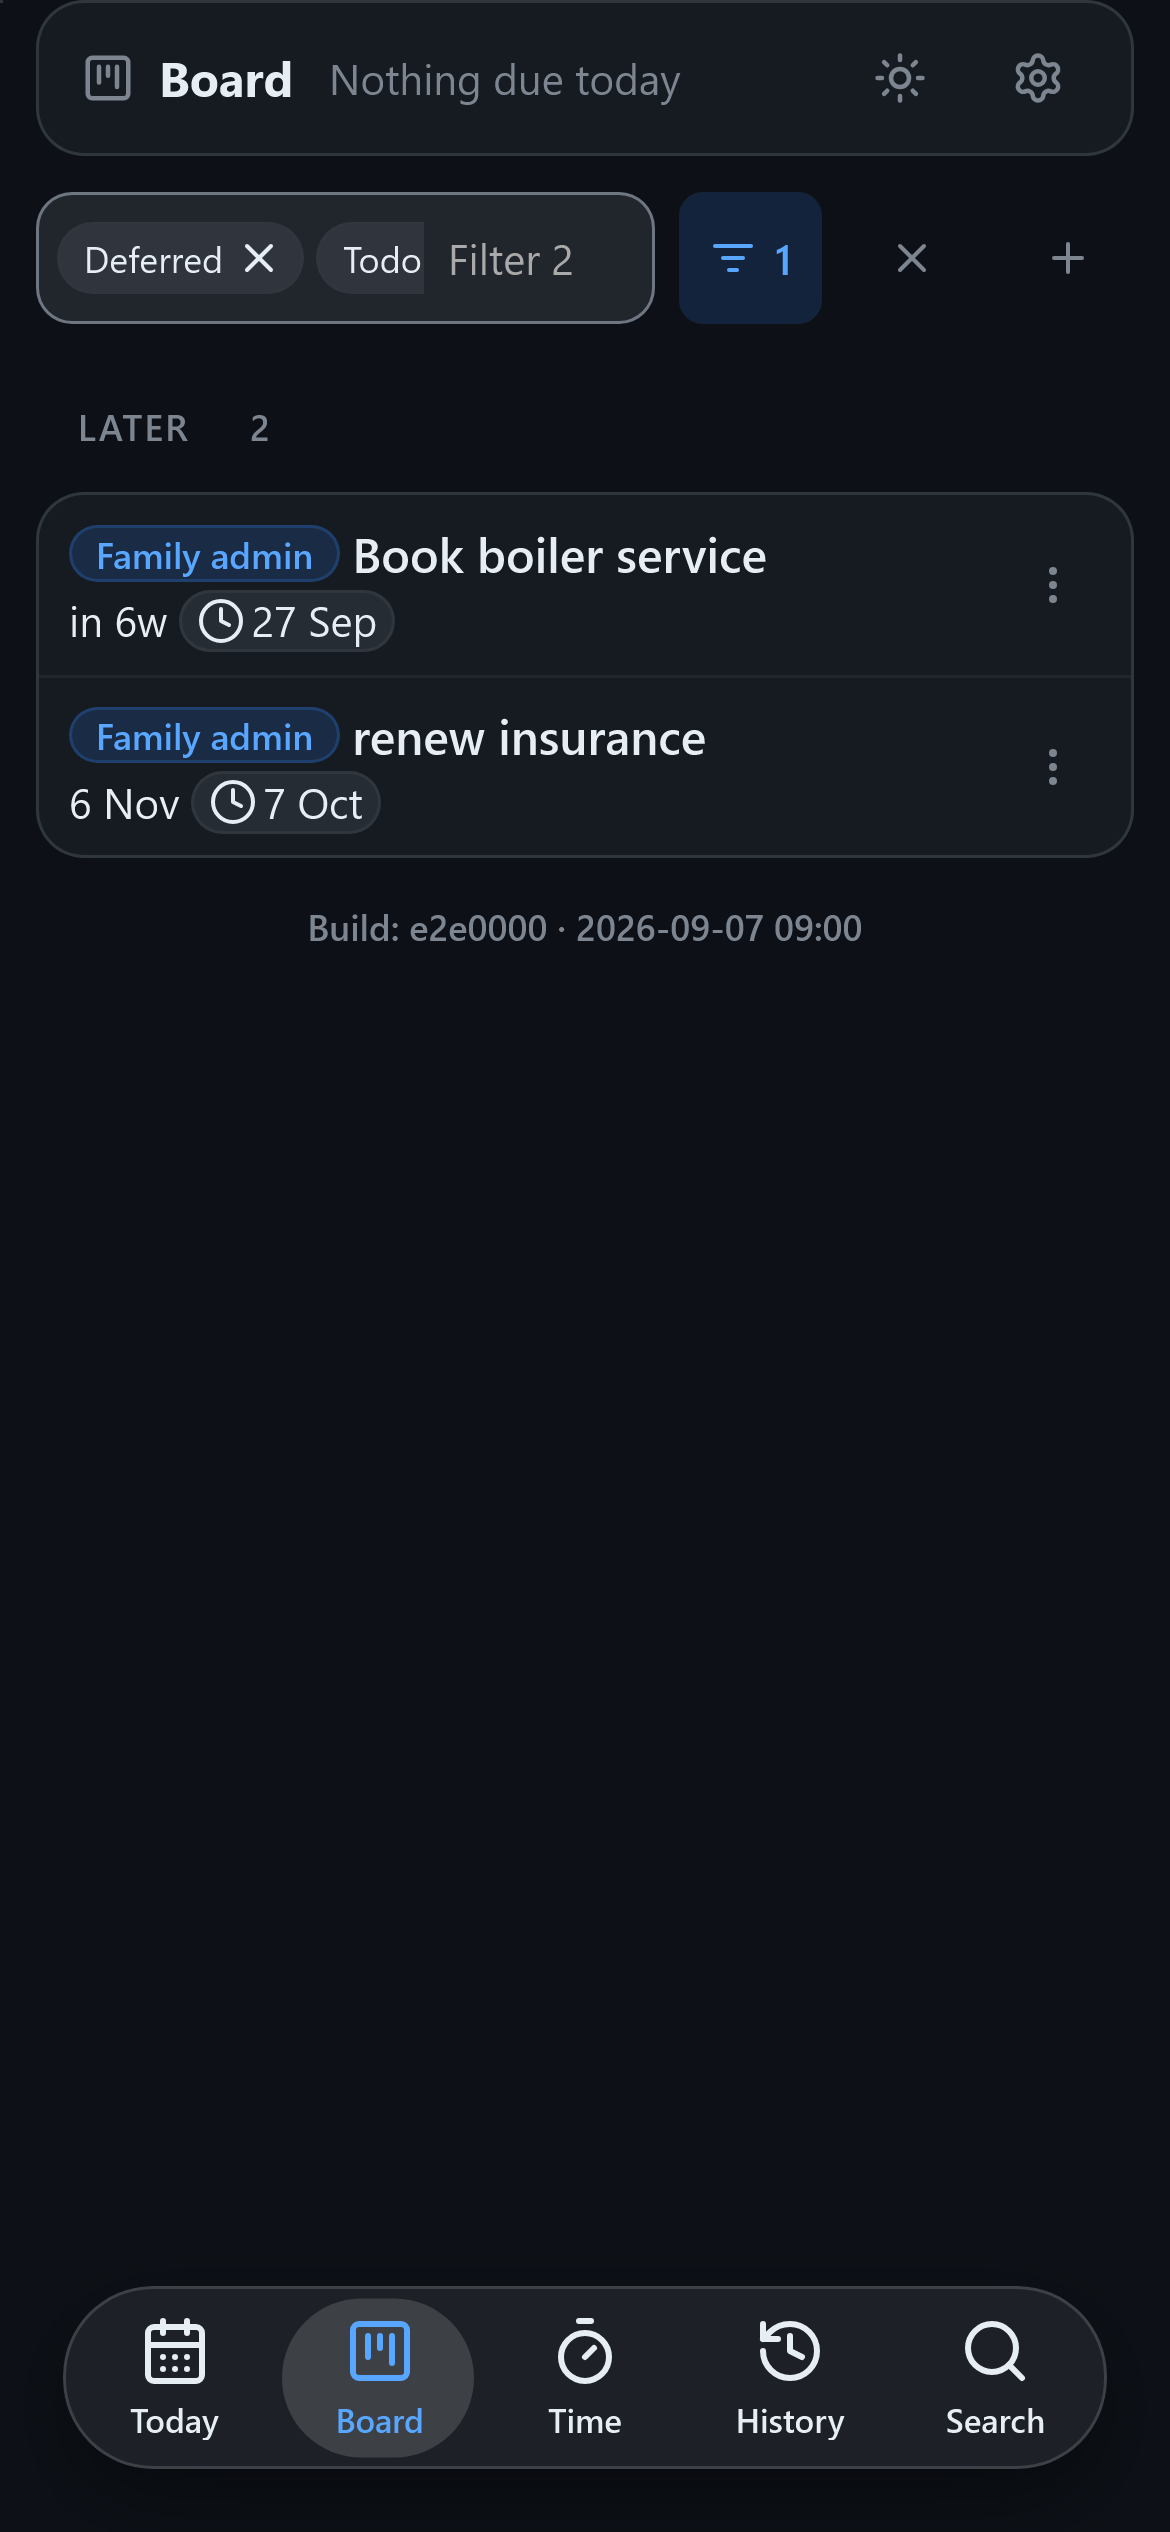 Board Nothing due today
Deferred Todo Filter 2 1
LATER 2
Family admin Book boiler service
in 6w 27 Sep
Family admin renew insurance
6 Nov 7 Oct
Build: e2e0000 · 2026-09-07 09:00
Today Board Time History Search